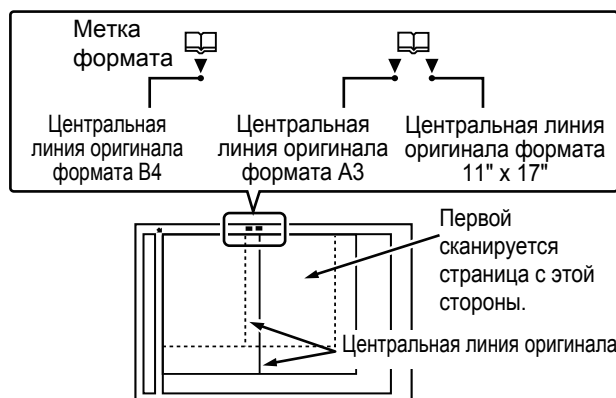 Метка
формата
Центральная
линия оригинала
формата B4
Центральная
линия оригинала
формата A3
Центральная линия
оригинала формата
11" x 17"
Первой
сканируется
страница с этой
стороны.
Центральная линия оригинала